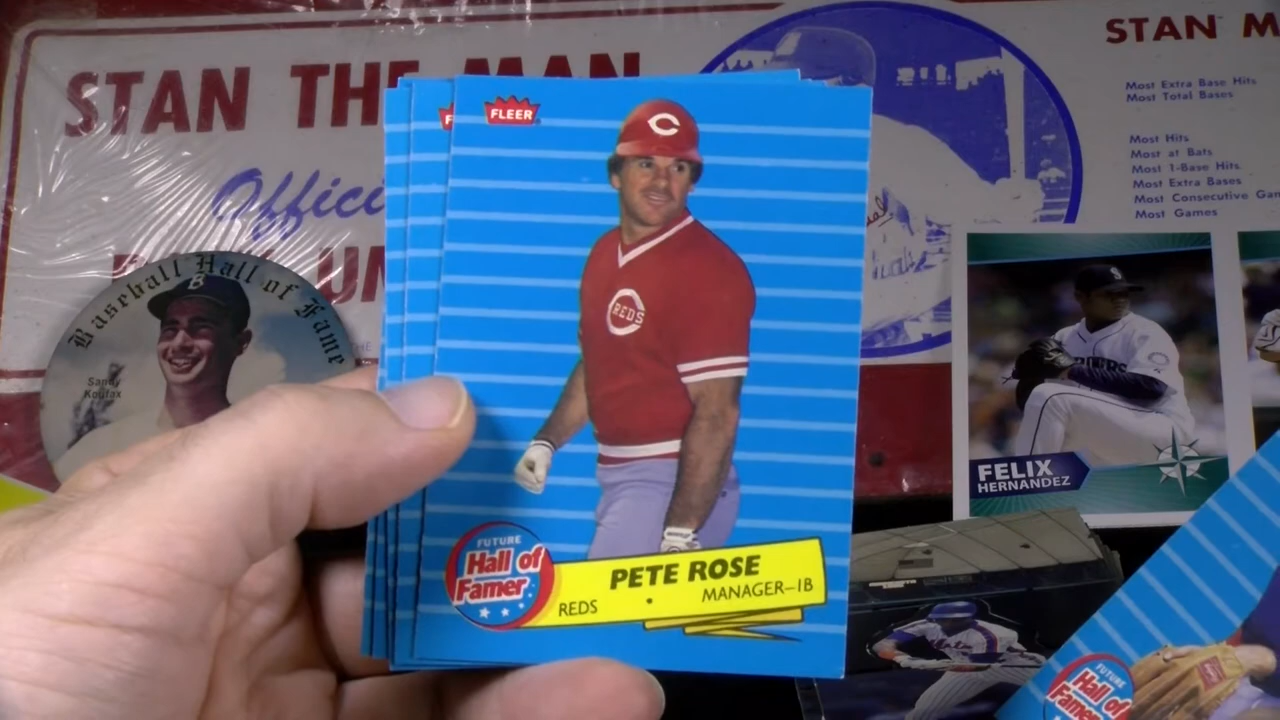 STAN THE MAN
Offici
UN
STAN M
Most Extra Base Hits
Most Total Bases
Most Hits
Most at Bats
Most 1-Base Hits
Most Extra Bases
Most Consecutive Gam
Most Games
Baseball Hall of Fame
Sandy
Koufax
F
FLEER
C
REDS
FUTURE
Hall of
Famer
PETE ROSE
REDS • MANAGER-1B
B
S
FELIX
HERNANDEZ
FUTURE
Hall of
Famer